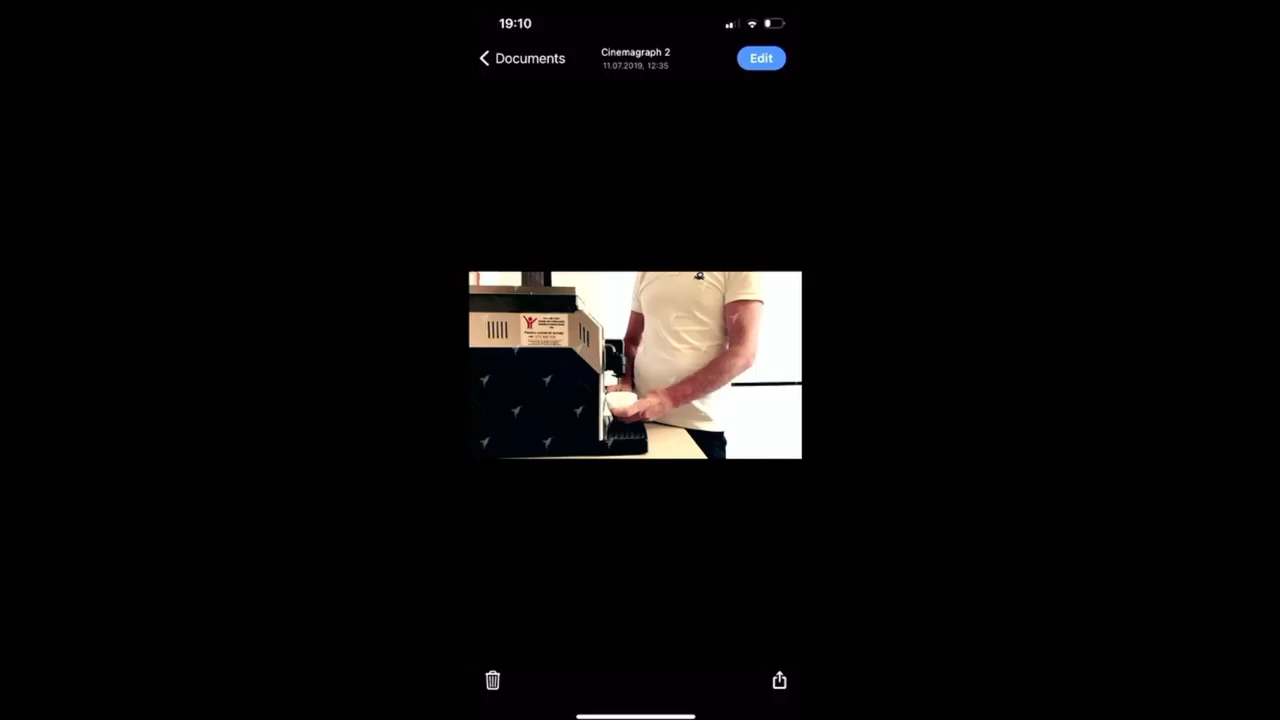 19:10
Documents
Cinemagraph 2
11.07.2019, 12:35
Edit